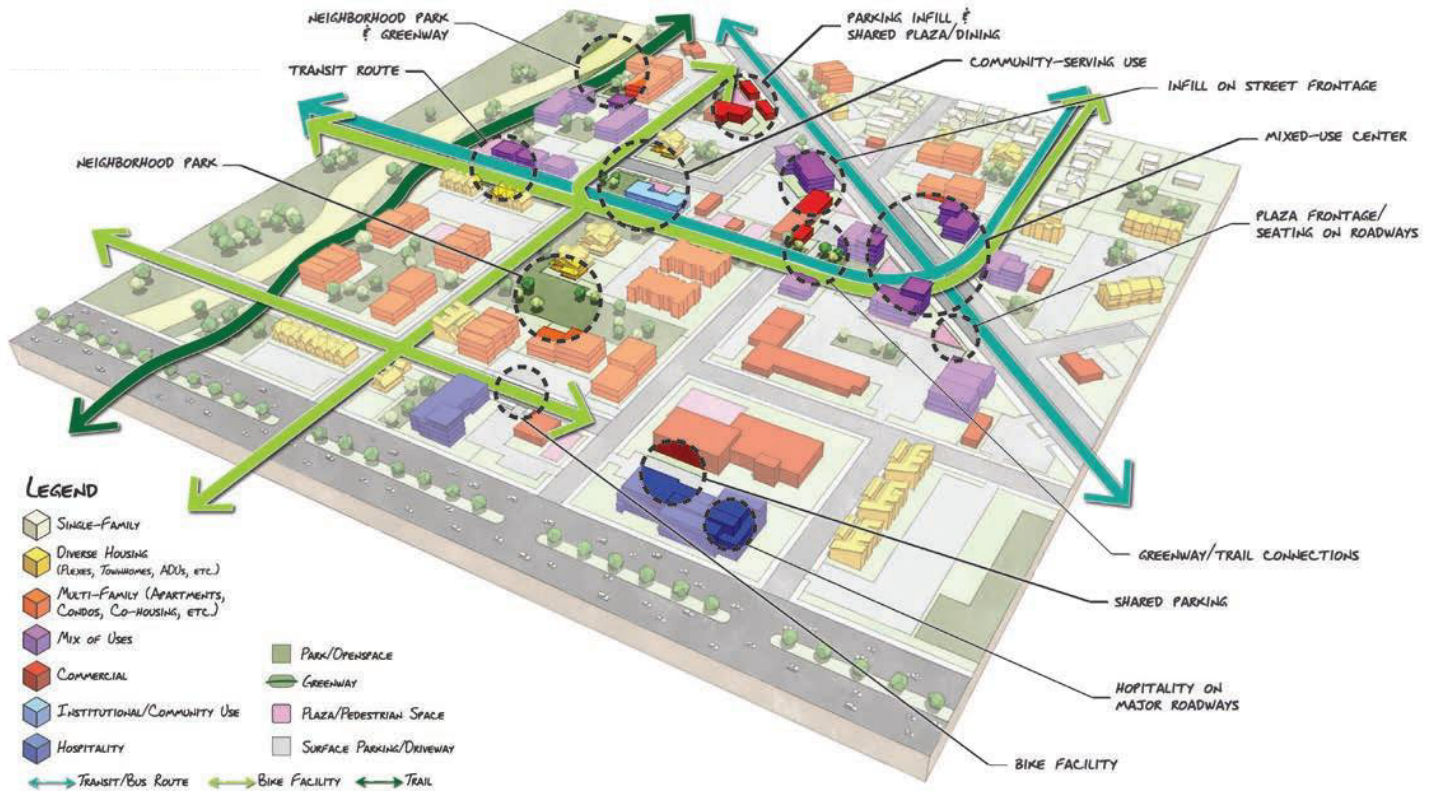 NEIGHBORHOOD PARK
& GREENWAY
TRANSIT ROUTE
NEIGHBORHOOD PARK
PARKING INFILL &
SHARED PLAZA/DINING
COMMUNITY-SERVING USE
INFILL ON STREET FRONTAGE
MIXED-USE CENTER
PLAZA FRONTAGE/
SEATING ON ROADWAYS
GREENWAY/TRAIL CONNECTIONS
SHARED PARKING
HOPITALITY ON
MAJOR ROADWAYS
BIKE FACILITY
LEGEND
SINGLE-FAMILY
DIVERSE HOUSING
(PLEXES, TOWNHOMES, ADUS, ETC.)
MULTI-FAMILY (APARTMENTS,
CONDOS, CO-HOUSING, ETC.)
MIX OF USES
COMMERCIAL
INSTITUTIONAL/COMMUNITY USE
HOSPITALITY
PARK/OPENSPACE
GREENWAY
PLAZA/PEDESTRIAN SPACE
SURFACE PARKING/DRIVEWAY
TRANSIT/BUS ROUTE
BIKE FACILITY
TRAIL